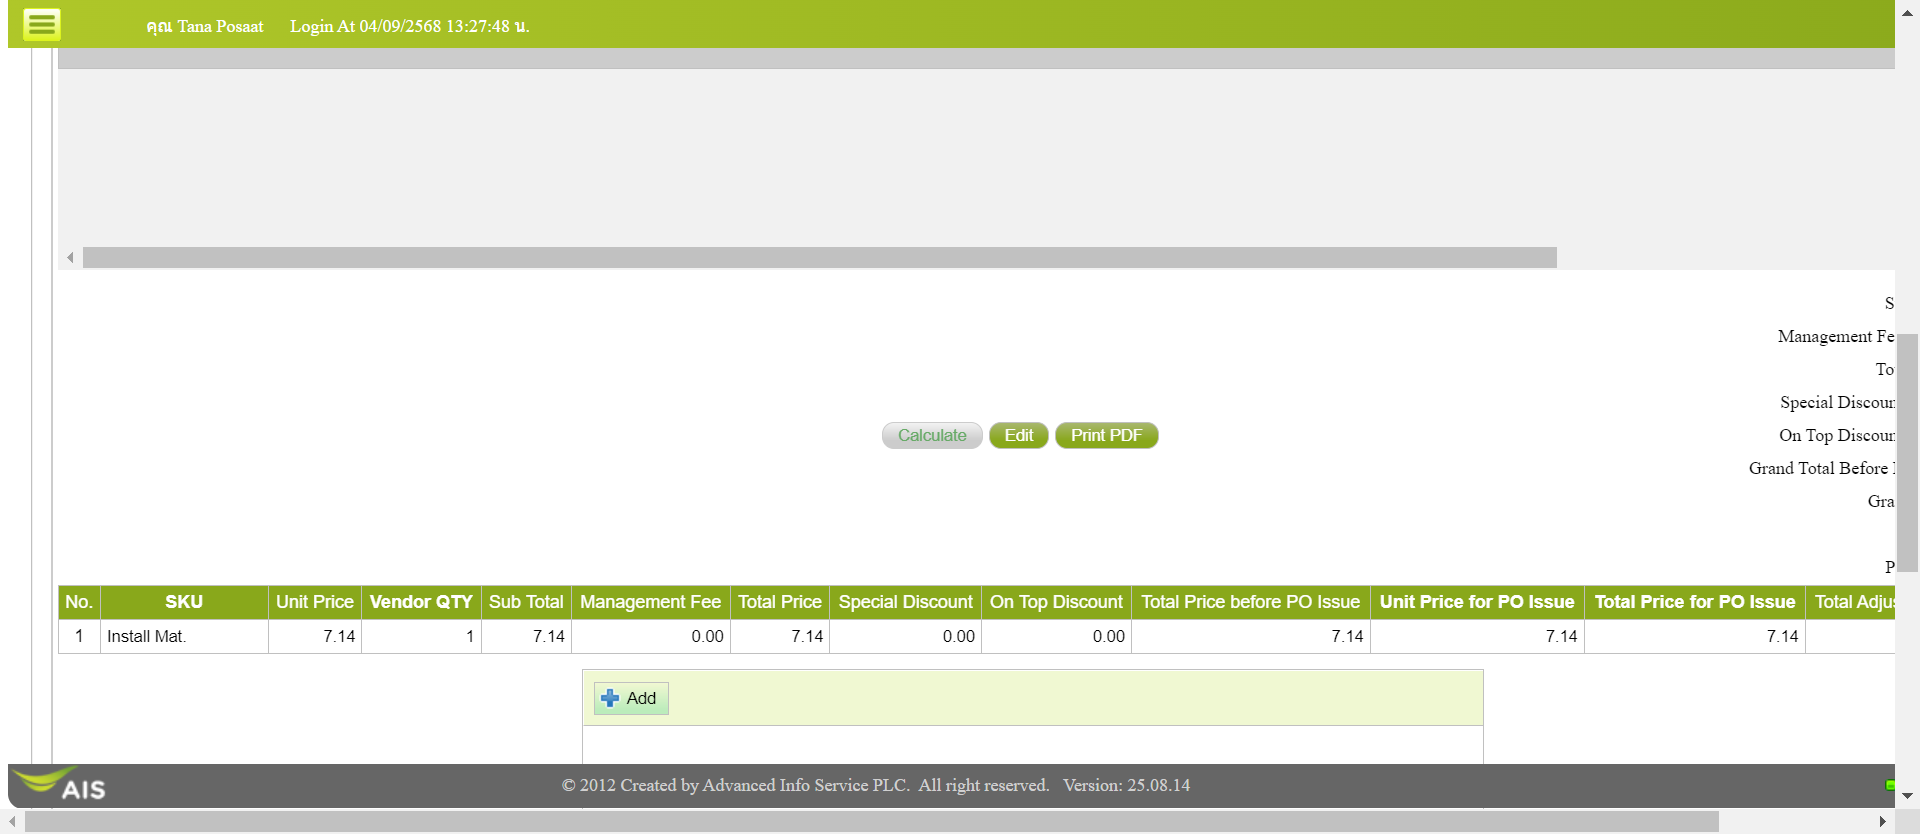 คุณ Tana Posaat Login At 04/09/2568 13:27:48 น.
S
Management Fe
To
Special Discoun
On Top Discoun
Grand Total Before
Gra
P
Calculate Edit Print PDF
No. SKU Unit Price Vendor QTY Sub Total Management Fee Total Price Special Discount On Top Discount Total Price before PO Issue Unit Price for PO Issue Total Price for PO Issue Total Adjus
1 Install Mat. 7.14 1 7.14 0.00 7.14 0.00 0.00 7.14 7.14 7.14
Add
AIS
© 2012 Created by Advanced Info Service PLC. All right reserved. Version: 25.08.14